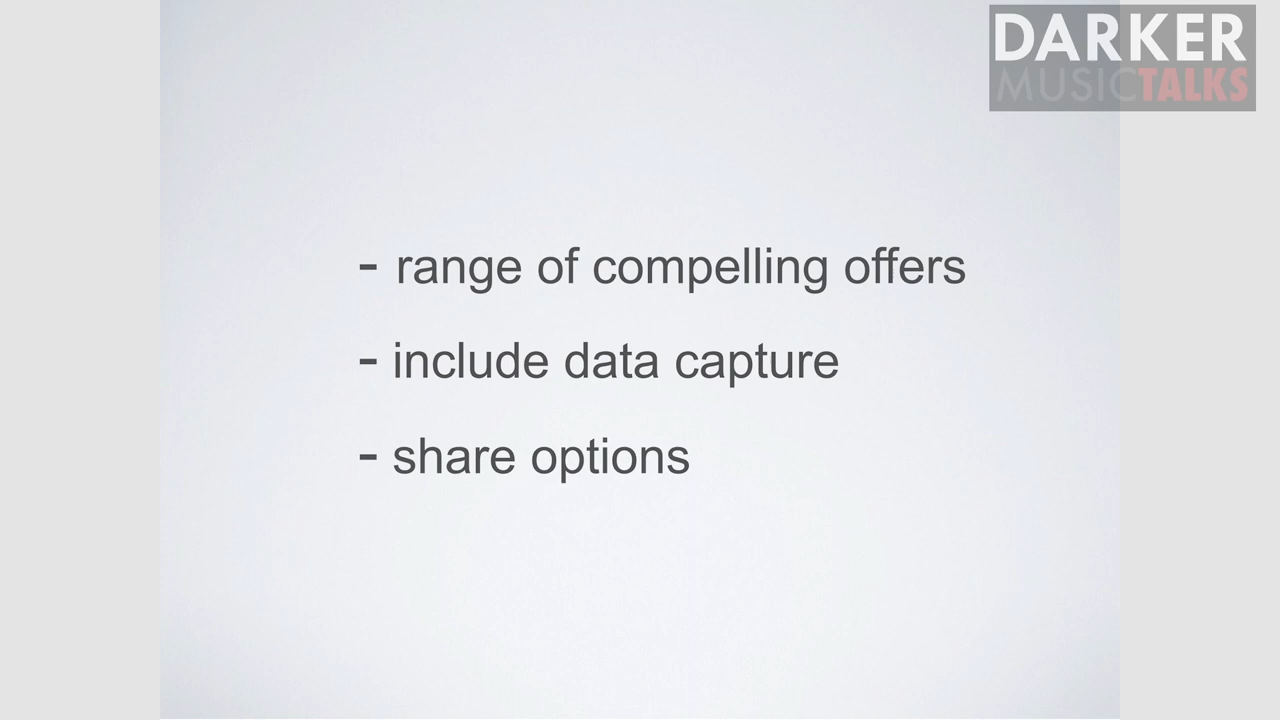 DARKER
MUSICTALKS
- range of compelling offers
- include data capture
- share options